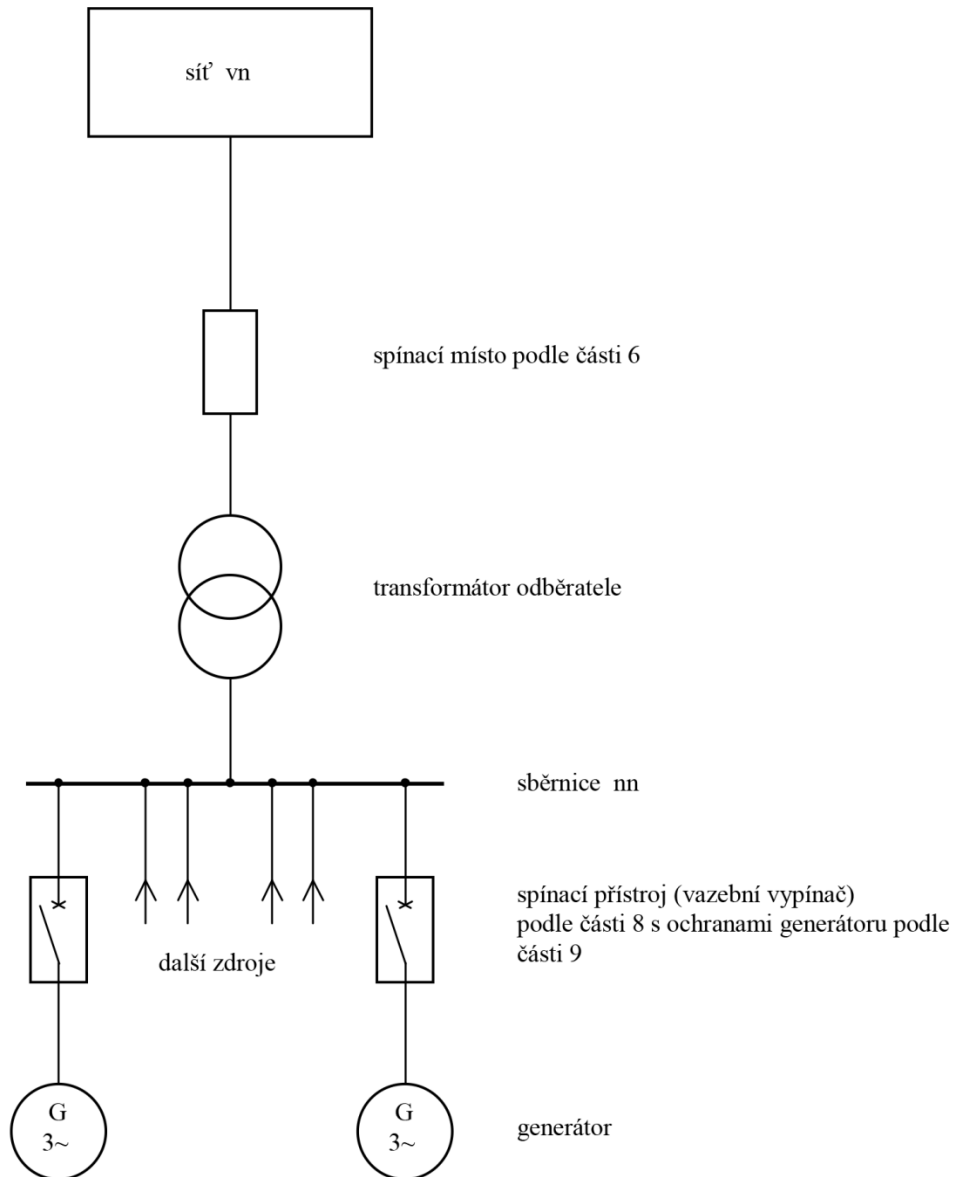 síť vn
spínací místo podle části 6
transformátor odběratele
sběrnice nn
spínací přístroj (vazební vypínač)
podle části 8 s ochranami generátoru podle
části 9
další zdroje
G
3~
G
3~
generátor